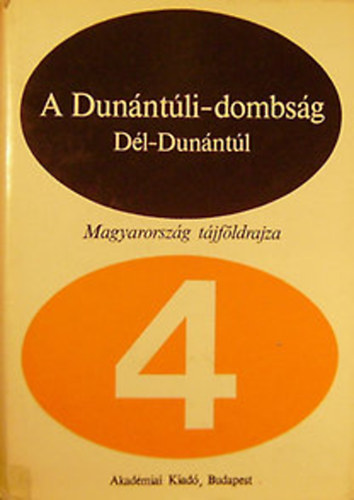 A Dunántúli-dombság
Dél-Dunántúl
Magyarország tájföldrajza
4
Akadémiai Kiadó, Budapest